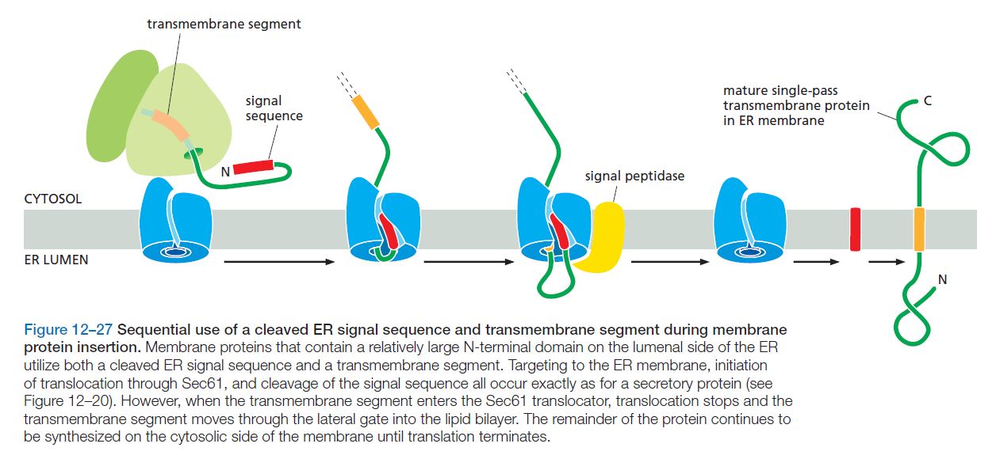 transmembrane segment
signal
sequence
N
CYTOSOL
ER LUMEN
signal peptidase
mature single-pass
transmembrane protein
in ER membrane
C
N
Figure 12–27 Sequential use of a cleaved ER signal sequence and transmembrane segment during membrane
protein insertion. Membrane proteins that contain a relatively large N-terminal domain on the lumenal side of the ER
utilize both a cleaved ER signal sequence and a transmembrane segment. Targeting to the ER membrane, initiation
of translocation through Sec61, and cleavage of the signal sequence all occur exactly as for a secretory protein (see
Figure 12–20). However, when the transmembrane segment enters the Sec61 translocator, translocation stops and the
transmembrane segment moves through the lateral gate into the lipid bilayer. The remainder of the protein continues to
be synthesized on the cytosolic side of the membrane until translation terminates.